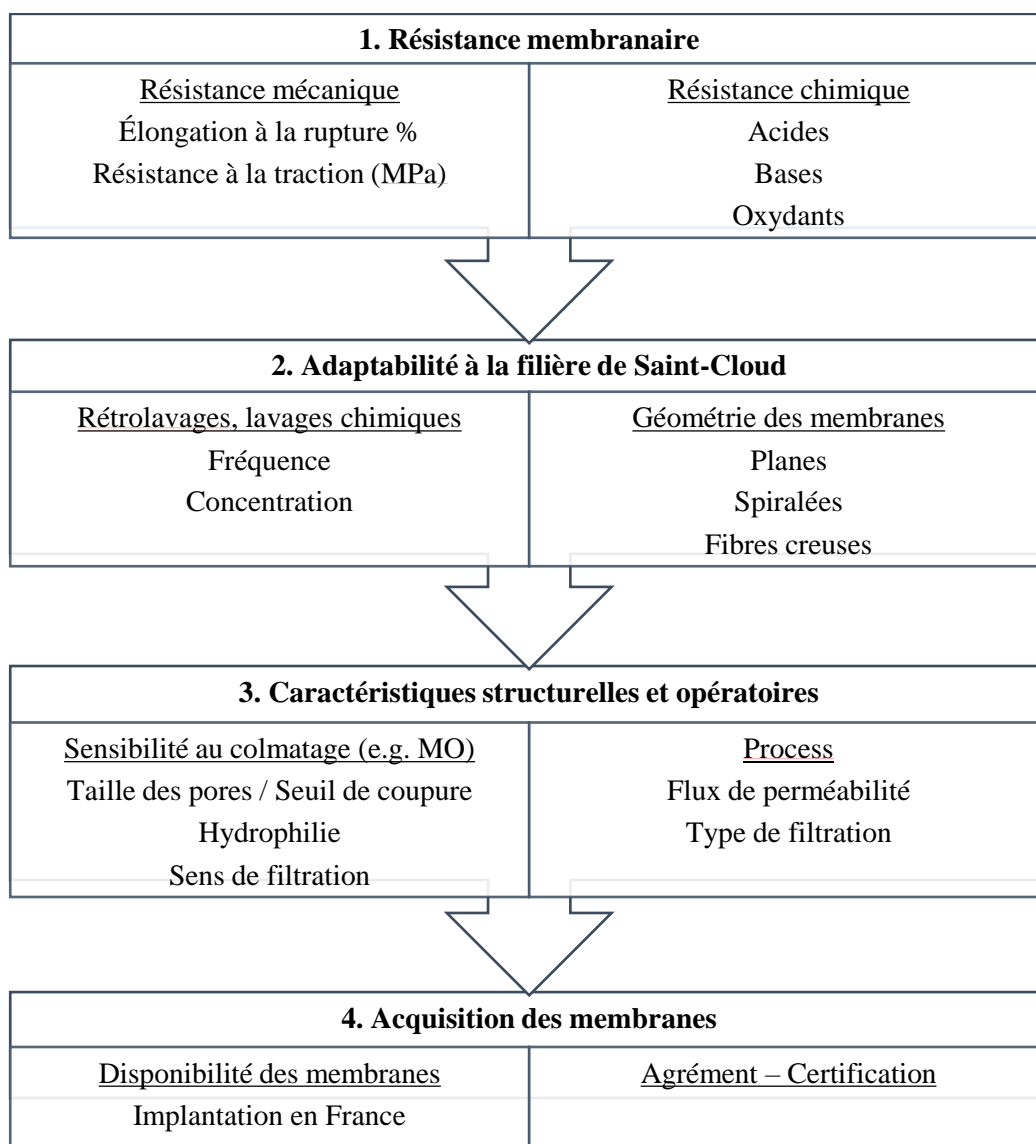 1. Résistance membranaire
Résistance mécanique
Élongation à la rupture %
Résistance à la traction (MPa)
Résistance chimique
Acides
Bases
Oxydants
2. Adaptabilité à la filière de Saint-Cloud
Rétrolavages, lavages chimiques
Fréquence
Concentration
Géométrie des membranes
Planes
Spiralées
Fibres creuses
3. Caractéristiques structurelles et opératoires
Sensibilité au colmatage (e.g. MO)
Taille des pores / Seuil de coupure
Hydrophilie
Sens de filtration
Process
Flux de perméabilité
Type de filtration
4. Acquisition des membranes
Disponibilité des membranes
Implantation en France
Agrément – Certification